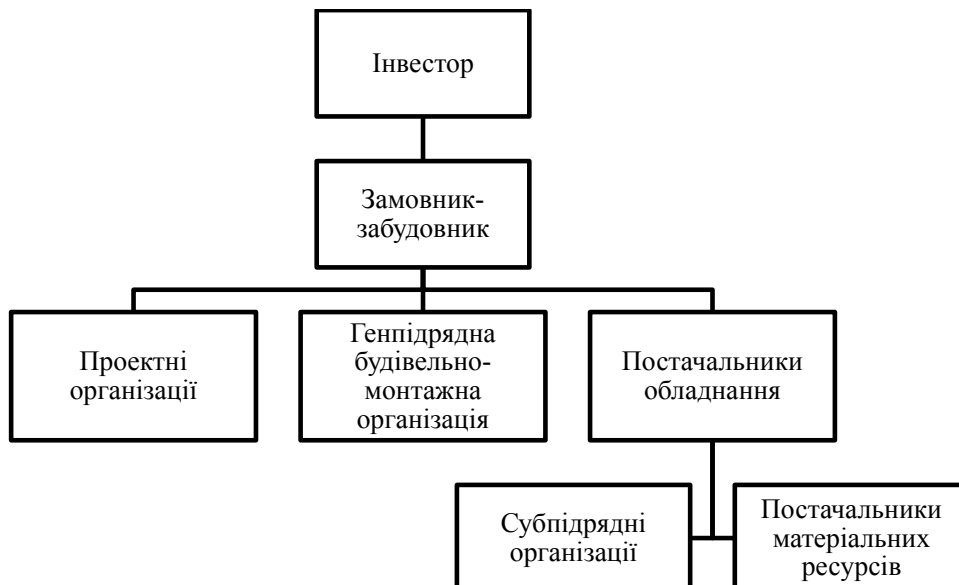 Інвестор
Замовник-
забудовник
Проектні
організації
Генпідрядна
будівельно-
монтажна
організація
Постачальники
обладнання
Субпідрядні
організації
Постачальники
матеріальних
ресурсів